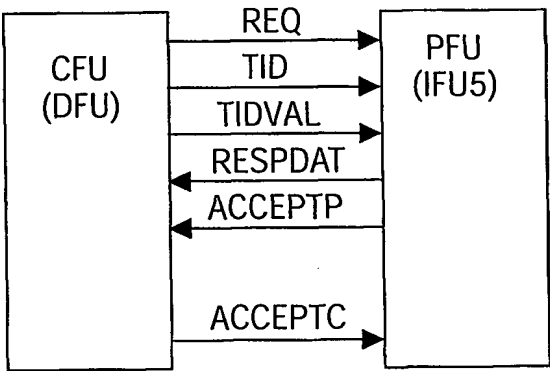 CFU
(DFU)
REQ
TID
TIDVAL
RESPDAT
ACCEPTP
ACCEPTC
PFU
(IFU5)